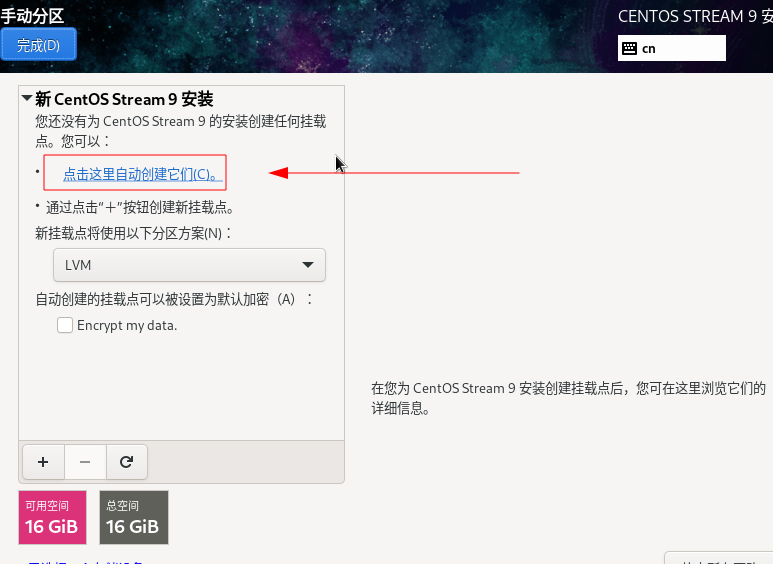 手动分区
CENTOS STREAM 9 安
完成(D)
cn
新 CentOS Stream 9 安装
您还没有为 CentOS Stream 9 的安装创建任何挂载
点。您可以：
• 点击这里自动创建它们(C)。
• 通过点击“＋”按钮创建新挂载点。
新挂载点将使用以下分区方案(N)：
LVM
自动创建的挂载点可以被设置为默认加密（A）：
Encrypt my data.
在您为 CentOS Stream 9 安装创建挂载点后，您可在这里浏览它们的
详细信息。
可用空间
16 GiB
总空间
16 GiB